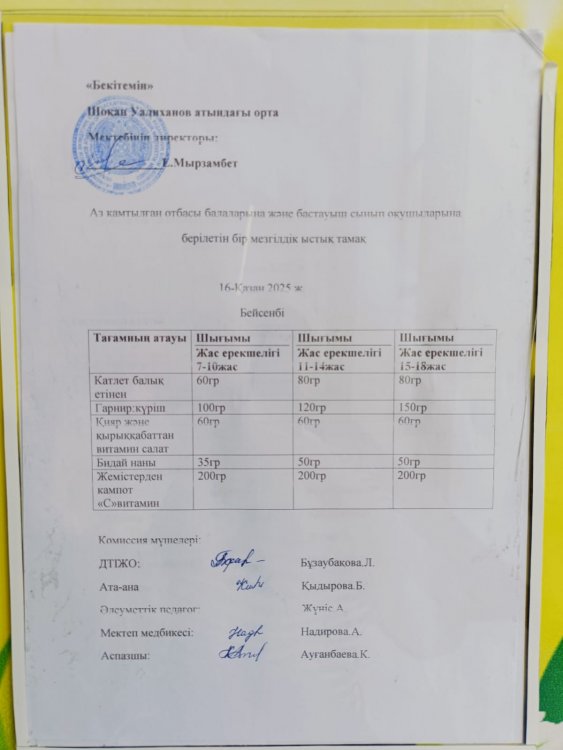 «Бекітемін»
Шоқан Уалиханов атындағы орта
Мектебінің директоры:
Е.Мырзамбет
Аз қамтылған отбасы балаларына және бастауыш сынып оқушыларына
берілетін бір мезгілдік ыстық тамақ
16-Қазан 2025 ж
Бейсенбі
Тағамның атауы Шығымы Шығымы Шығымы
Жас ерекшелігі Жас ерекшелігі Жас ерекшелігі
7-10жас 11-14жас 15-18жас
Катлет балық 60гр 80гр 80гр
етінен
Гарнир:күріш 100гр 120гр 150гр
Қияр және 60гр 60гр 60гр
қырыққабаттан
витамин салат
Бидай наны 35гр 50гр 50гр
Жемістерден 200гр 200гр 200гр
кампот
«С»витамин
Комиссия мүшелері:
ДТІЖО: Бұзаубакова.Л.
Ата-ана Қыдырова.Б.
Әлеуметтік педагог: Жүніс А.
Мектеп медбикесі: Надирова.А.
Аспазшы: Ауғанбаева.К.